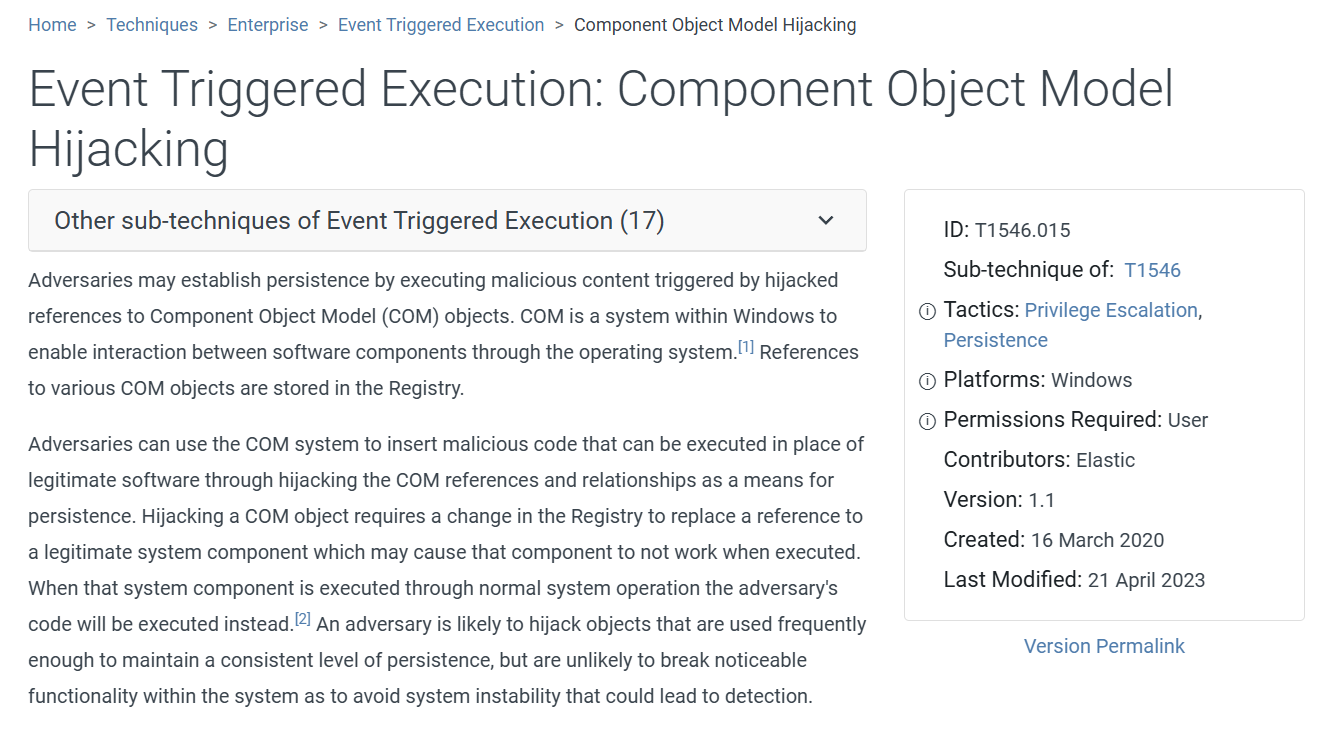 Home > Techniques > Enterprise > Event Triggered Execution > Component Object Model Hijacking
Event Triggered Execution: Component Object Model
Hijacking
Other sub-techniques of Event Triggered Execution (17)
Adversaries may establish persistence by executing malicious content triggered by hijacked
references to Component Object Model (COM) objects. COM is a system within Windows to
enable interaction between software components through the operating system.[1] References
to various COM objects are stored in the Registry.
Adversaries can use the COM system to insert malicious code that can be executed in place of
legitimate software through hijacking the COM references and relationships as a means for
persistence. Hijacking a COM object requires a change in the Registry to replace a reference to
a legitimate system component which may cause that component to not work when executed.
When that system component is executed through normal system operation the adversary's
code will be executed instead.[2] An adversary is likely to hijack objects that are used frequently
enough to maintain a consistent level of persistence, but are unlikely to break noticeable
functionality within the system as to avoid system instability that could lead to detection.
ID: T1546.015
Sub-technique of: T1546
Tactics: Privilege Escalation,
Persistence
Platforms: Windows
Permissions Required: User
Contributors: Elastic
Version: 1.1
Created: 16 March 2020
Last Modified: 21 April 2023
Version Permalink